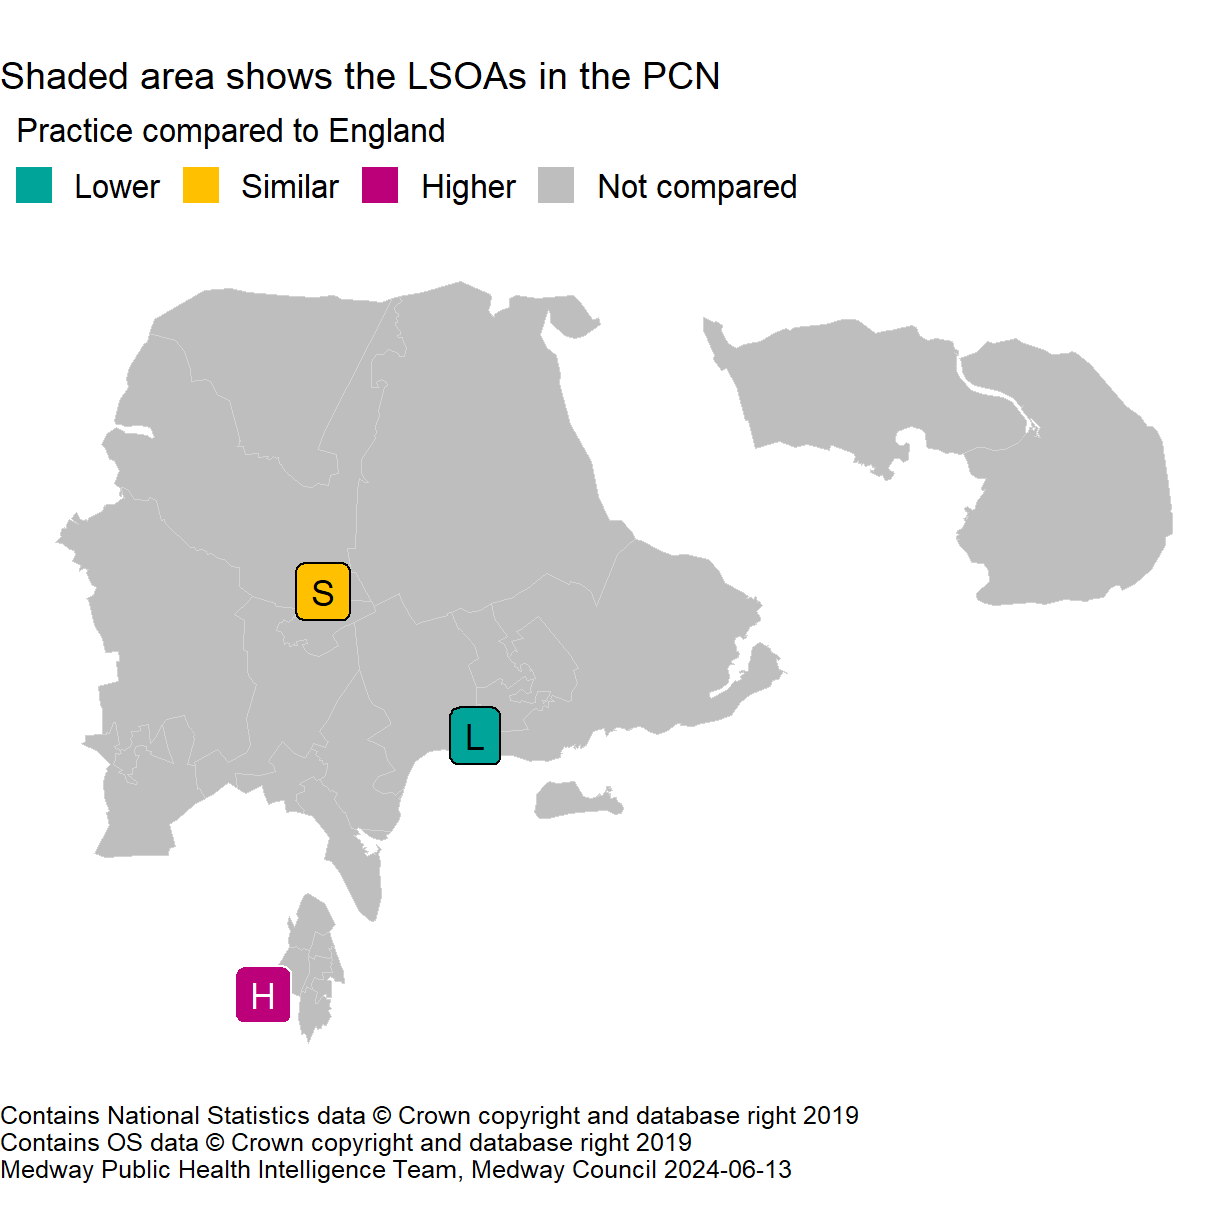 Shaded area shows the LSOAs in the PCN
Practice compared to England
Lower Similar Higher Not compared
S
L
H
Contains National Statistics data © Crown copyright and database right 2019
Contains OS data © Crown copyright and database right 2019
Medway Public Health Intelligence Team, Medway Council 2024-06-13